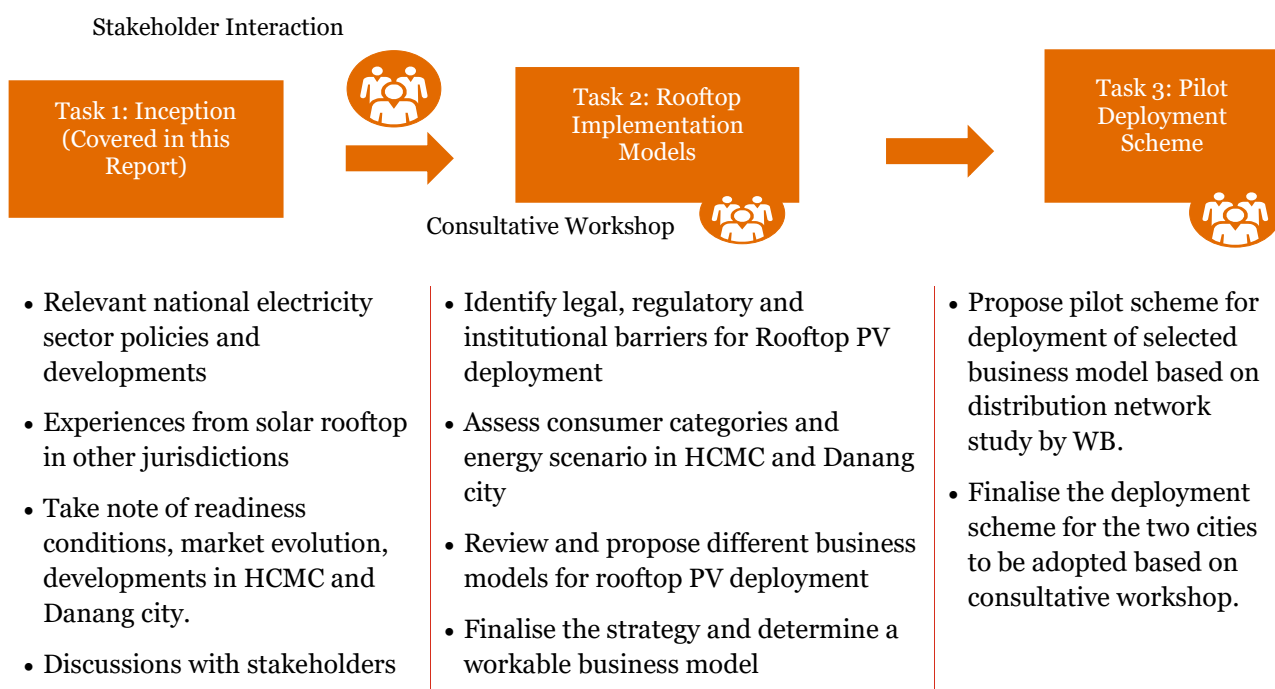 Stakeholder Interaction
Task 1: Inception
(Covered in this
Report)
Task 2: Rooftop
Implementation
Models
Task 3: Pilot
Deployment
Scheme
Consultative Workshop
• Relevant national electricity
sector policies and
developments
• Experiences from solar rooftop
in other jurisdictions
• Take note of readiness
conditions, market evolution,
developments in HCMC and
Danang city.
• Discussions with stakeholders
• Identify legal, regulatory and
institutional barriers for Rooftop PV
deployment
• Assess consumer categories and
energy scenario in HCMC and Danang
city
• Review and propose different business
models for rooftop PV deployment
• Finalise the strategy and determine a
workable business model
• Propose pilot scheme for
deployment of selected
business model based on
distribution network
study by WB.
• Finalise the deployment
scheme for the two cities
to be adopted based on
consultative workshop.